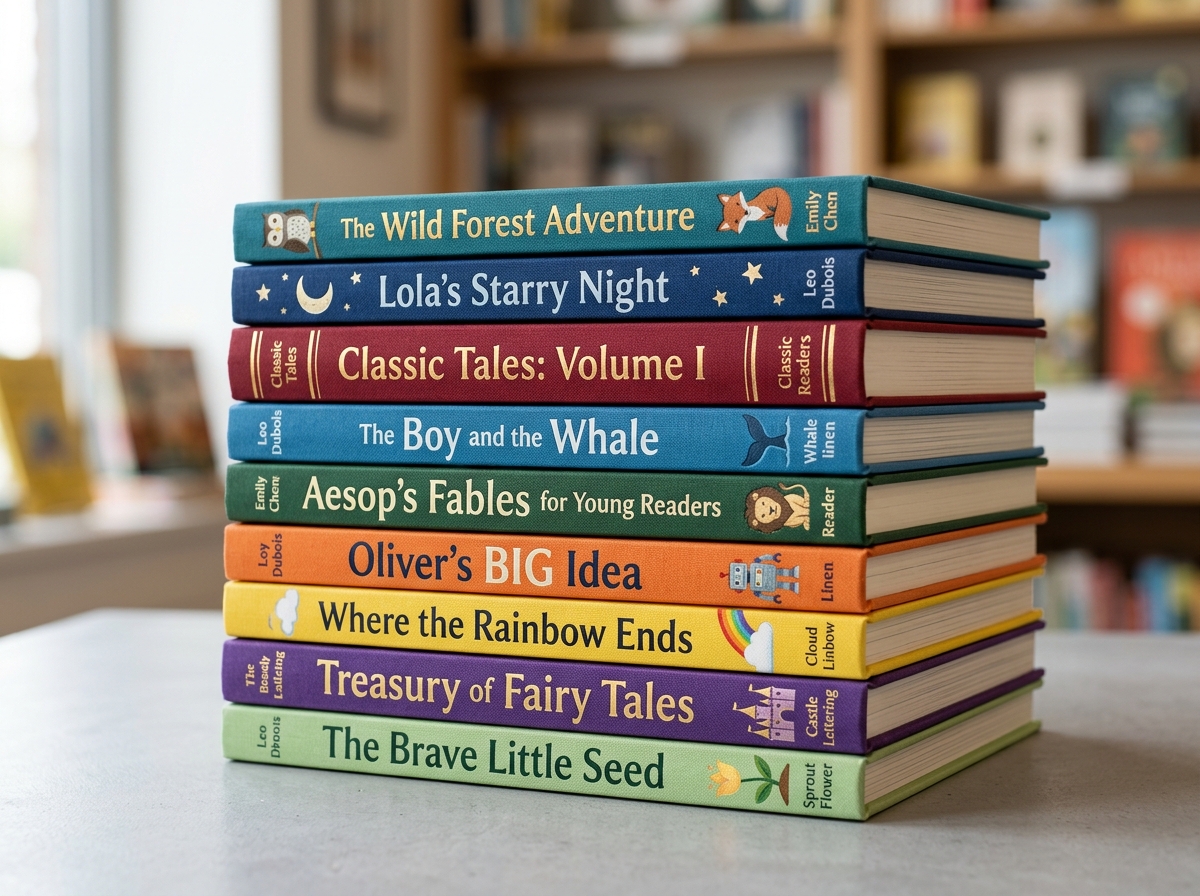 The Wild Forest Adventure
Emily
Chen
Lola's Starry Night
Leo
Dubois
Classic
Tales
Classic Tales: Volume I
Classic
Readers
Leo
Dubois
The Boy and the Whale
Whale
linen
Emily
Chen
Aesop's Fables for Young Readers
Reader
Loy
Dubois
Oliver's BIG Idea
Linen
Where the Rainbow Ends
Cloud
Linbow
The
Treasury of Fairy Tales
Castle
Lettering
Leo
The Brave Little Seed
Sprout
Flower